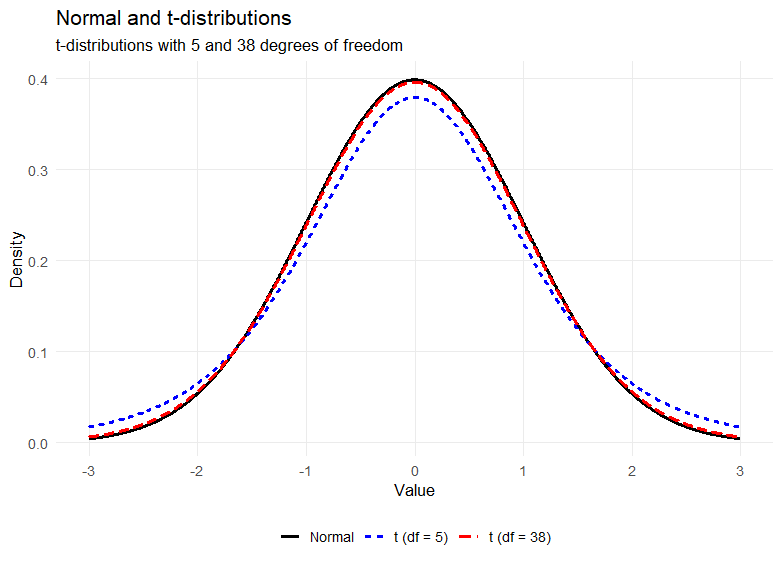 Normal and t-distributions
t-distributions with 5 and 38 degrees of freedom
0.4
0.3
0.2
0.1
0.0
Density
-3 -2 -1 0 1 2 3
Value
Normal t (df = 5) t (df = 38)